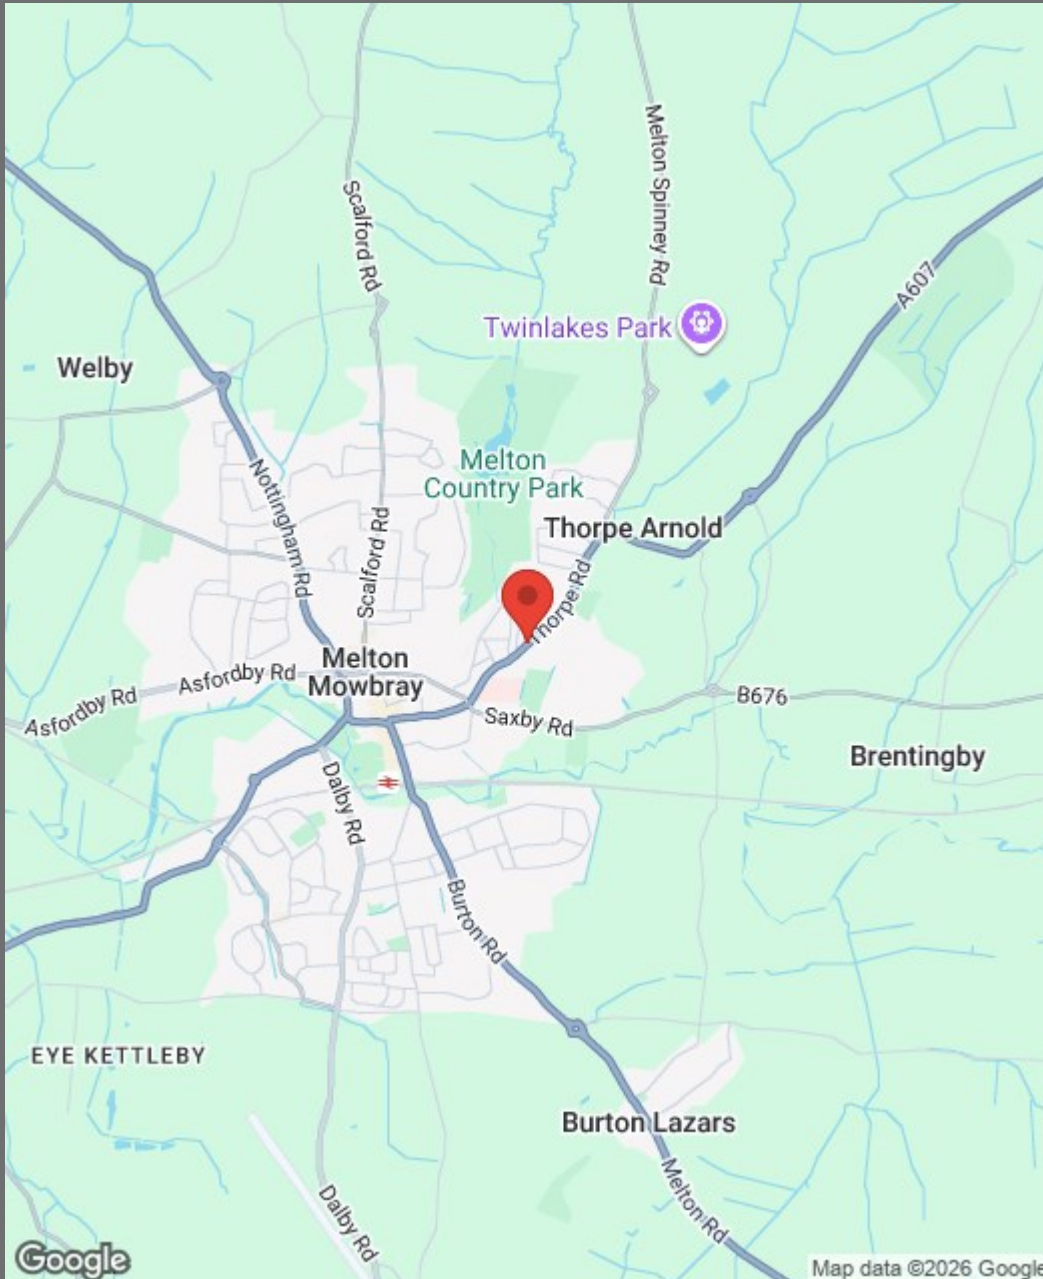 Melton Spinney Rd
Scalford Rd
A607
Twinlakes Park
Welby
Melton
Country Park
Nottingham Rd
Scalford Rd
Thorpe Arnold
Thorpe Rd
Melton
Mowbray
Asfordby Rd
Asfordby Rd
B676
Saxby Rd
Brentingby
Dalby Rd
Burton Rd
EYE KETTLEBY
Burton Lazars
Melton Rd
Dalby Rd
Google
Map data ©2026 Google